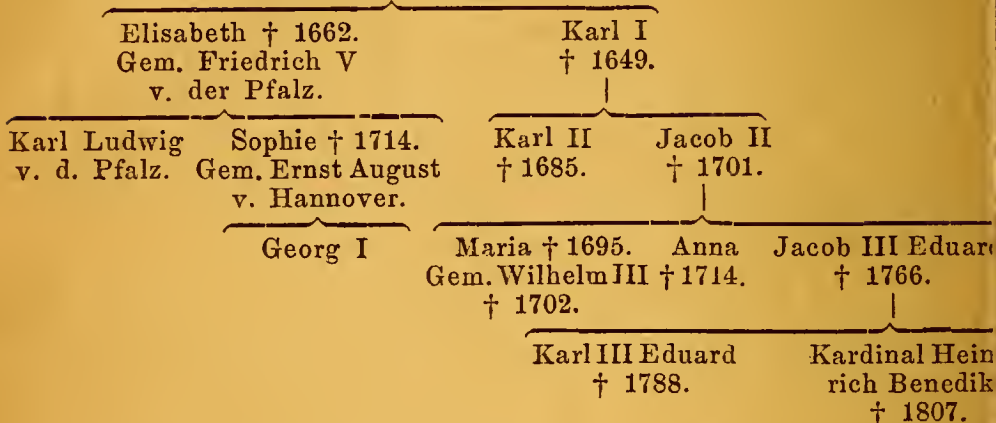 Elisabeth † 1662. Karl I
Gem. Friedrich V † 1649.
v. der Pfalz.
Karl Ludwig Sophie † 1714. Karl II Jacob II
v. d. Pfalz. Gem. Ernst August † 1685. † 1701.
v. Hannover.
Georg I Maria † 1695. Anna Jacob III Eduar
Gem. Wilhelm III † 1714. † 1766.
† 1702.
Karl III Eduard Kardinal Hein
† 1788. rich Benedik
† 1807.